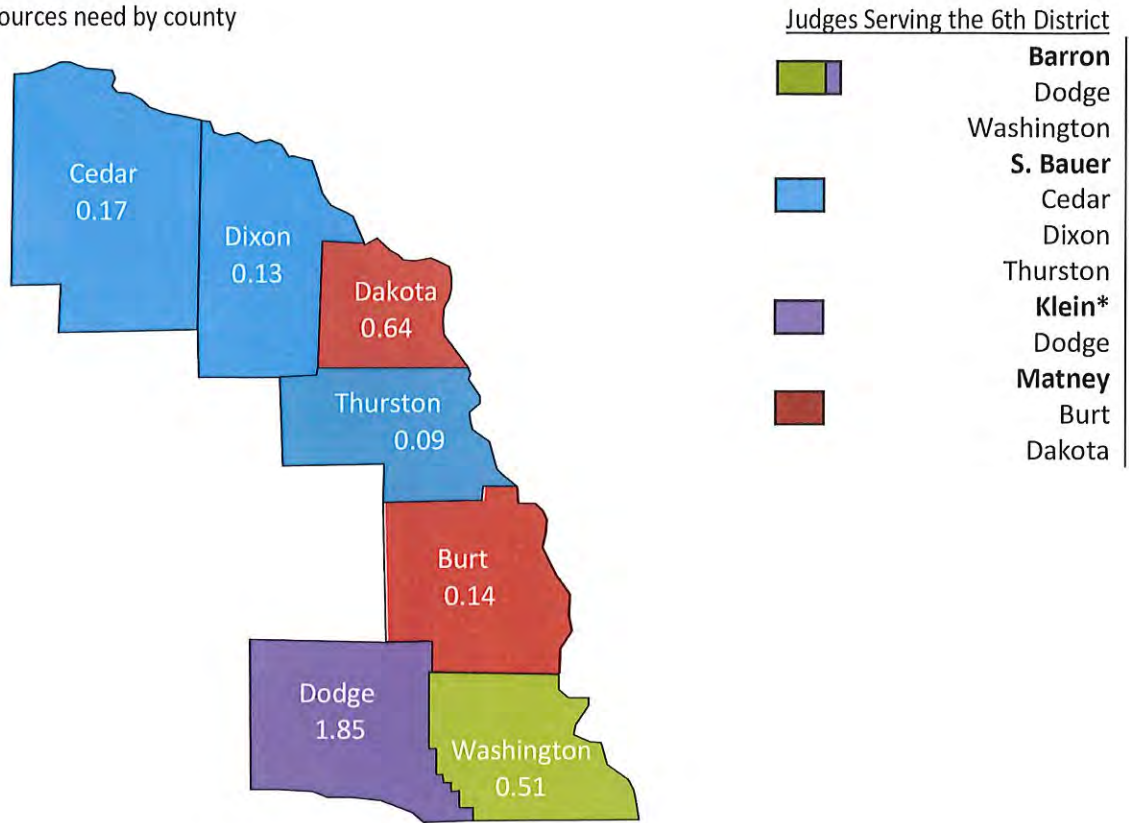 ources need by county
Judges Serving the 6th District
Barron
Dodge
Washington
S. Bauer
Cedar
Dixon
Thurston
Klein*
Dodge
Matney
Burt
Dakota
Cedar
0.17
Dixon
0.13
Dakota
0.64
Thurston
0.09
Burt
0.14
Dodge
1.85
Washington
0.51